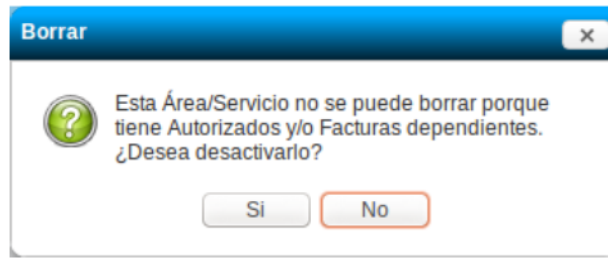 Borrar
Esta Área/Servicio no se puede borrar porque
tiene Autorizados y/o Facturas dependientes.
¿Desea desactivarlo?
Si
No